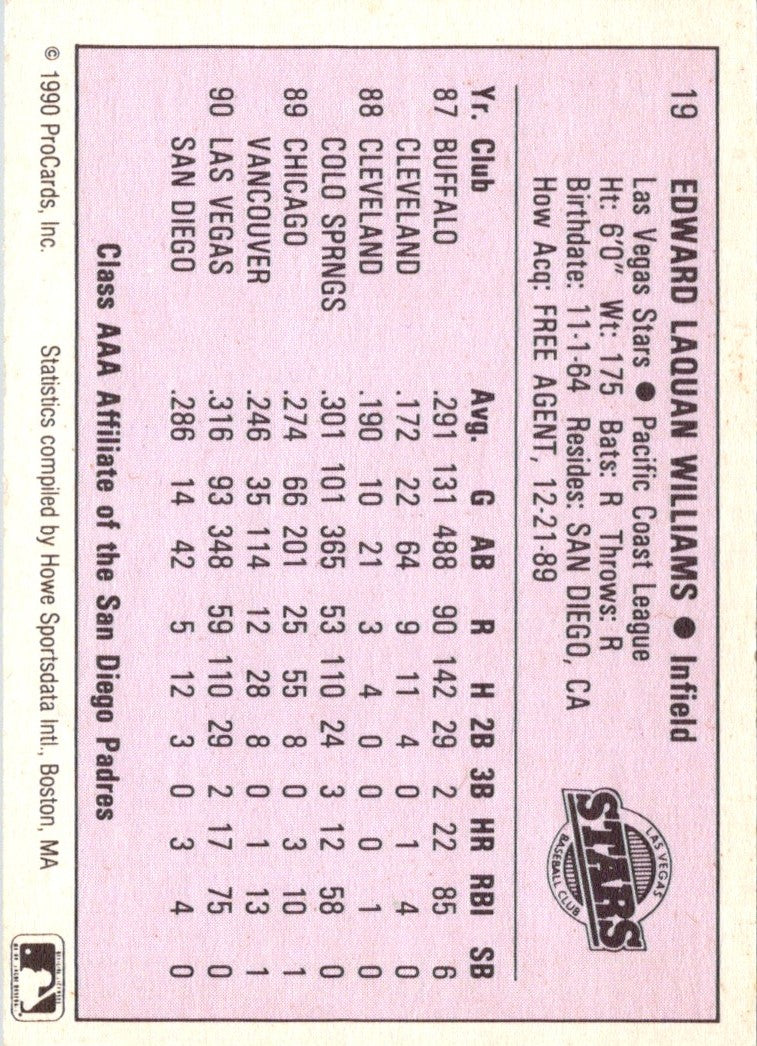 19 EDWARD LAQUAN WILLIAMS ● Infield
Las Vegas Stars ● Pacific Coast League
Ht: 6'0" Wt: 175 Bats: R Throws: R
Birthdate: 11-1-64 Resides: SAN DIEGO, CA
How Acq: FREE AGENT, 12-21-89
LAS VEGAS
STARS
BASEBALL CLUB
Yr. Club Avg. G AB R H 2B 3B HR RBI SB
87 BUFFALO .291 131 488 90 142 29 2 22 85 6
CLEVELAND .172 22 64 9 11 4 0 1 4 0
88 CLEVELAND .190 10 21 3 4 0 0 0 1 0
COLO SPRNGS .301 101 365 53 110 24 3 12 58 0
89 CHICAGO .274 66 201 25 55 8 0 3 10 1
VANCOUVER .246 35 114 12 28 8 0 1 13 1
90 LAS VEGAS .316 93 348 59 110 29 2 17 75 0
SAN DIEGO .286 14 42 5 12 3 0 3 4 0
Class AAA Affiliate of the San Diego Padres
© 1990 ProCards, Inc. Statistics compiled by Howe Sportsdata Intl., Boston, MA